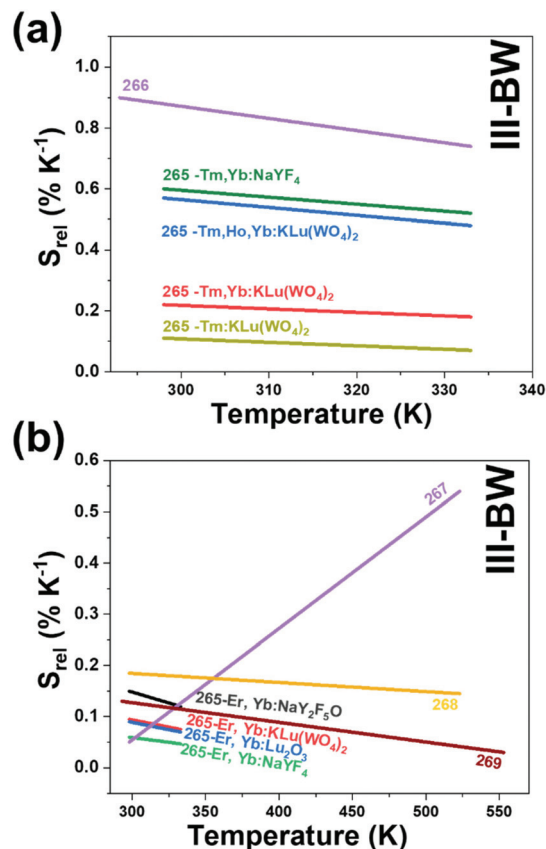 (a)
III-BW
266
265 -Tm,Yb:NaYF4
265 -Tm,Ho,Yb:KLu(WO4)2
265 -Tm,Yb:KLu(WO4)2
265 -Tm:KLu(WO4)2
Srel (% K-1)
1.0
0.8
0.6
0.4
0.2
0.0
300
310
320
330
340
Temperature (K)
(b)
III-BW
267
268
269
265-Er, Yb:NaY2F5O
265-Er, Yb:KLu(WO4)2
265-Er, Yb:Lu2O3
265-Er, Yb:NaYF4
Srel (% K-1)
0.6
0.5
0.4
0.3
0.2
0.1
0.0
300
350
400
450
500
550
Temperature (K)